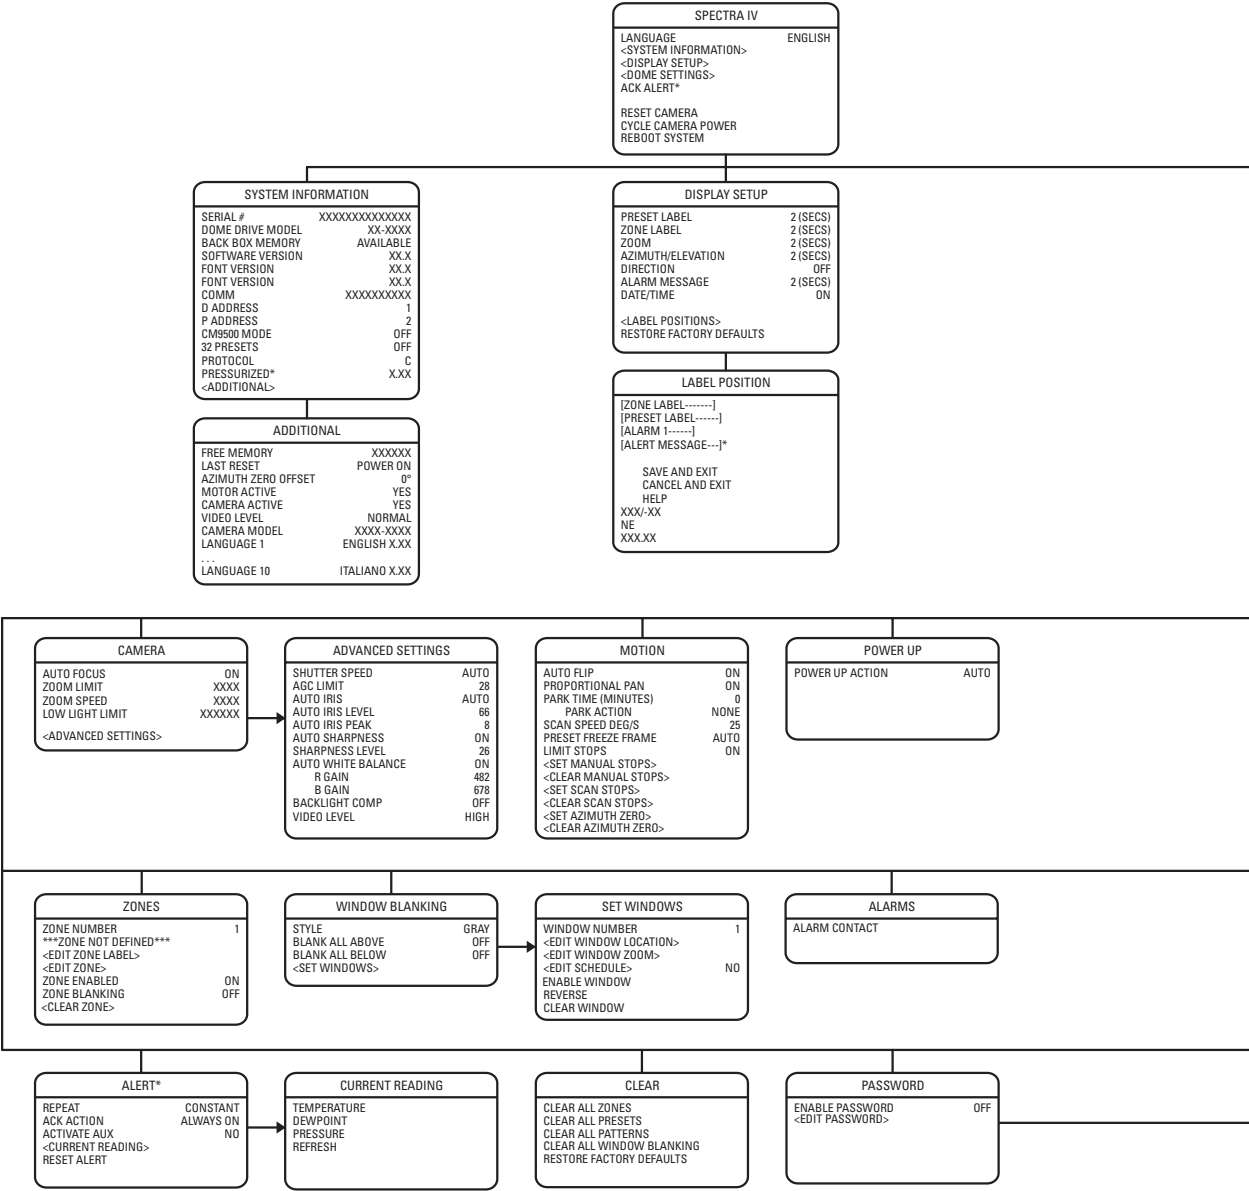 SPECTRA IV
LANGUAGE ENGLISH
<SYSTEM INFORMATION>
<DISPLAY SETUP>
<DOME SETTINGS>
ACK ALERT*
RESET CAMERA
CYCLE CAMERA POWER
REBOOT SYSTEM
SYSTEM INFORMATION
SERIAL # XXXXXXXXXXXXXX
DOME DRIVE MODEL XX-XXXX
BACK BOX MEMORY AVAILABLE
SOFTWARE VERSION XX.X
FONT VERSION XX.X
FONT VERSION XX.X
COMM XXXXXXXXXX
D ADDRESS 1
P ADDRESS 2
CM9500 MODE OFF
32 PRESETS OFF
PROTOCOL C
PRESSURIZED* X.XX
<ADDITIONAL>
DISPLAY SETUP
PRESET LABEL 2 (SECS)
ZONE LABEL 2 (SECS)
ZOOM 2 (SECS)
AZIMUTH/ELEVATION 2 (SECS)
DIRECTION OFF
ALARM MESSAGE 2 (SECS)
DATE/TIME ON
<LABEL POSITIONS>
RESTORE FACTORY DEFAULTS
LABEL POSITION
[ZONE LABEL-------]
[PRESET LABEL------]
[ALARM 1------]
[ALERT MESSAGE---]*
SAVE AND EXIT
CANCEL AND EXIT
HELP
XXX/-XX
NE
XXX.XX
ADDITIONAL
FREE MEMORY XXXXXX
LAST RESET POWER ON
AZIMUTH ZERO OFFSET 0°
MOTOR ACTIVE YES
CAMERA ACTIVE YES
VIDEO LEVEL NORMAL
CAMERA MODEL XXXX-XXXX
LANGUAGE 1 ENGLISH X.XX
. . .
LANGUAGE 10 ITALIANO X.XX
CAMERA
AUTO FOCUS ON
ZOOM LIMIT XXXX
ZOOM SPEED XXXX
LOW LIGHT LIMIT XXXXXX
<ADVANCED SETTINGS>
ADVANCED SETTINGS
SHUTTER SPEED AUTO
AGC LIMIT 28
AUTO IRIS AUTO
AUTO IRIS LEVEL 66
AUTO IRIS PEAK 8
AUTO SHARPNESS ON
SHARPNESS LEVEL 26
AUTO WHITE BALANCE ON
R GAIN 482
B GAIN 678
BACKLIGHT COMP OFF
VIDEO LEVEL HIGH
MOTION
AUTO FLIP ON
PROPORTIONAL PAN ON
PARK TIME (MINUTES) 0
PARK ACTION NONE
SCAN SPEED DEG/S 25
PRESET FREEZE FRAME AUTO
LIMIT STOPS ON
<SET MANUAL STOPS>
<CLEAR MANUAL STOPS>
<SET SCAN STOPS>
<CLEAR SCAN STOPS>
<SET AZIMUTH ZERO>
<CLEAR AZIMUTH ZERO>
POWER UP
POWER UP ACTION AUTO
ZONES
ZONE NUMBER 1
***ZONE NOT DEFINED***
<EDIT ZONE LABEL>
<EDIT ZONE>
ZONE ENABLED ON
ZONE BLANKING OFF
<CLEAR ZONE>
WINDOW BLANKING
STYLE GRAY
BLANK ALL ABOVE OFF
BLANK ALL BELOW OFF
<SET WINDOWS>
SET WINDOWS
WINDOW NUMBER 1
<EDIT WINDOW LOCATION>
<EDIT WINDOW ZOOM>
<EDIT SCHEDULE> NO
ENABLE WINDOW
REVERSE
CLEAR WINDOW
ALARMS
ALARM CONTACT
ALERT*
REPEAT CONSTANT
ACK ACTION ALWAYS ON
ACTIVATE AUX NO
<CURRENT READING>
RESET ALERT
CURRENT READING
TEMPERATURE
DEWPOINT
PRESSURE
REFRESH
CLEAR
CLEAR ALL ZONES
CLEAR ALL PRESETS
CLEAR ALL PATTERNS
CLEAR ALL WINDOW BLANKING
RESTORE FACTORY DEFAULTS
PASSWORD
ENABLE PASSWORD OFF
<EDIT PASSWORD>